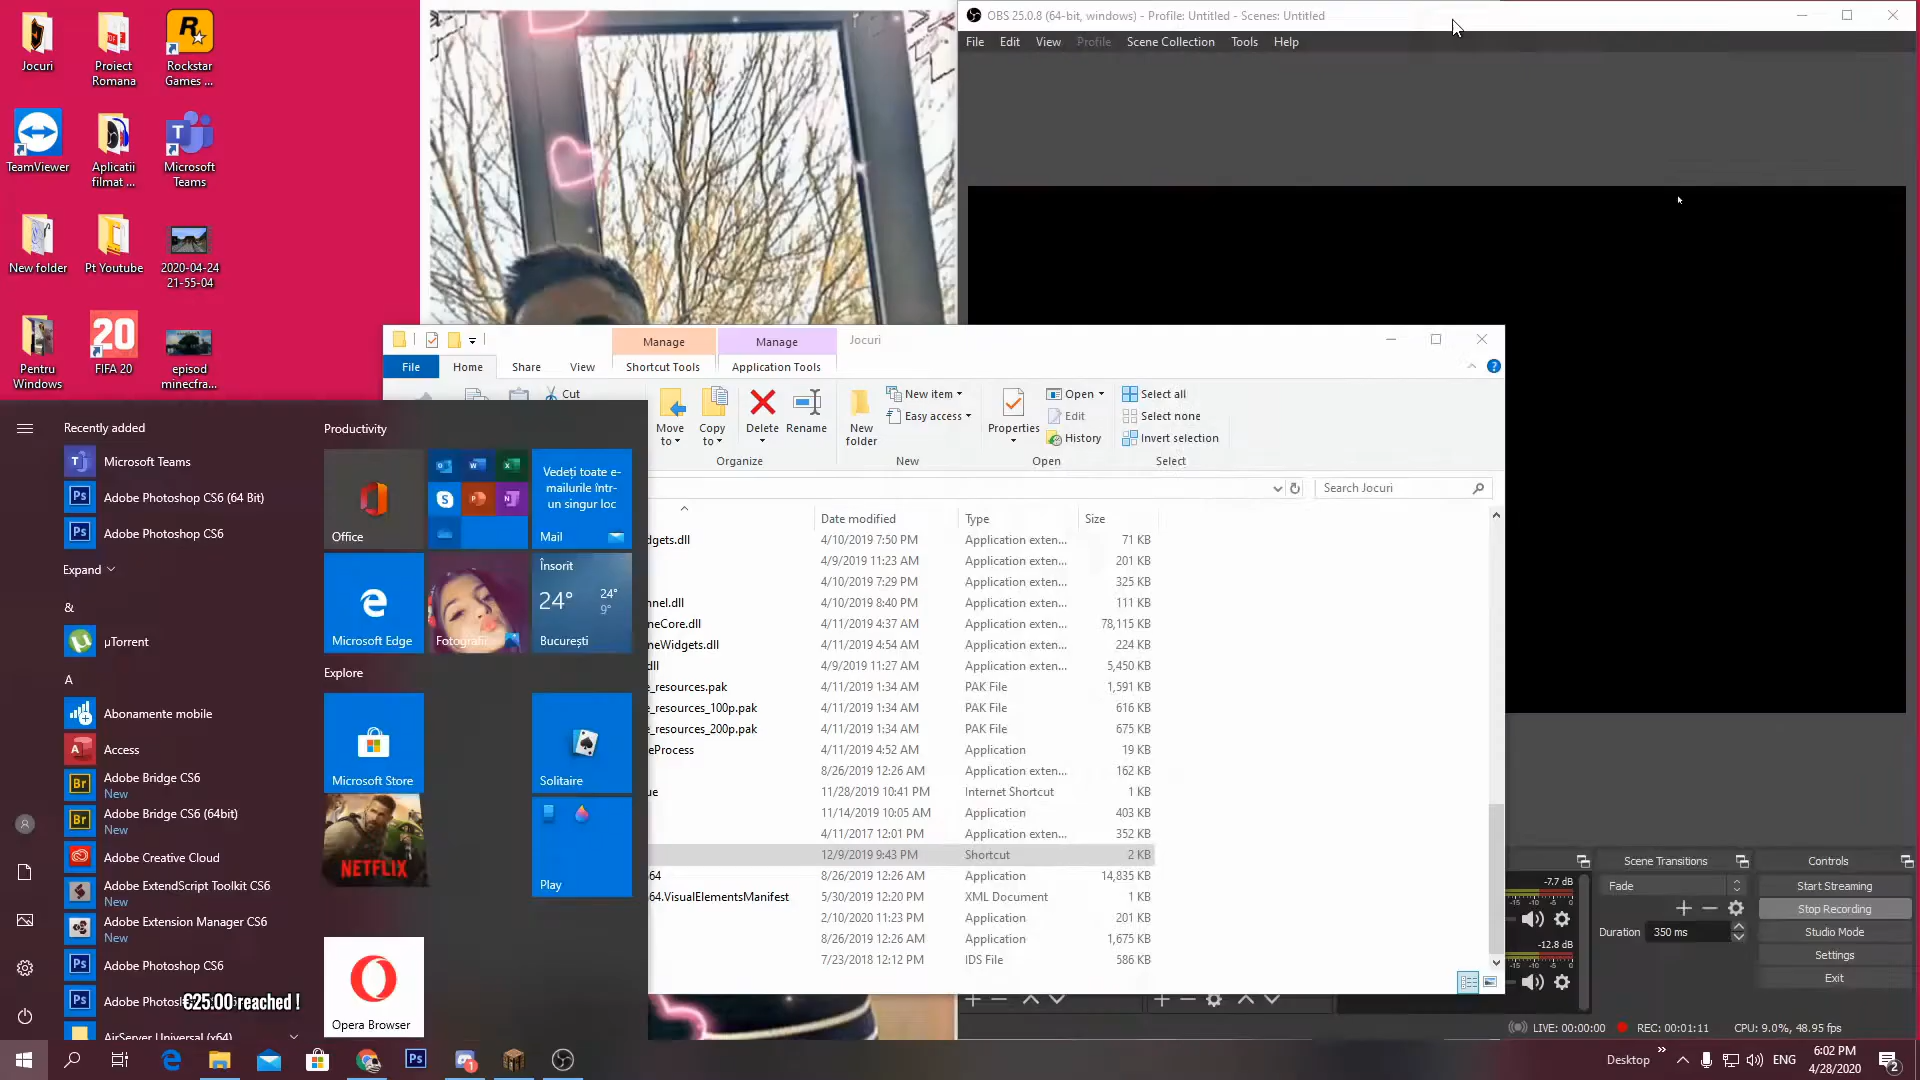 Jocuri
Proiect
Romana
Rockstar
Games ...
TeamViewer
Aplicatii
filmat ...
Microsoft
Teams
New folder
Pt Youtube
2020-04-24
21-55-04
Pentru
Windows
FIFA 20
episod
minecfra...
OBS 25.0.8 (64-bit, windows) - Profile: Untitled - Scenes: Untitled
File
Edit
View
Profile
Scene Collection
Tools
Help
Manage
Manage
Jocuri
File
Home
Share
View
Shortcut Tools
Application Tools
Cut
Move
to
Copy
to
Delete
Rename
New
folder
New item
Easy access
Properties
Open
Edit
History
Select all
Select none
Invert selection
Organize
New
Open
Select
Search Jocuri
Date modified
Type
Size
dgets.dll 4/10/2019 7:50 PM Application exten... 71 KB
4/9/2019 11:23 AM Application exten... 201 KB
4/10/2019 7:29 PM Application exten... 325 KB
nnel.dll 4/10/2019 8:40 PM Application exten... 111 KB
neCore.dll 4/11/2019 4:37 AM Application exten... 78,115 KB
neWidgets.dll 4/11/2019 4:54 AM Application exten... 224 KB
dll 4/9/2019 11:27 AM Application exten... 5,450 KB
e_resources.pak 4/11/2019 1:34 AM PAK File 1,591 KB
e_resources_100p.pak 4/11/2019 1:34 AM PAK File 616 KB
e_resources_200p.pak 4/11/2019 1:34 AM PAK File 675 KB
eProcess 4/11/2019 4:52 AM Application 19 KB
8/26/2019 12:26 AM Application exten... 162 KB
ue 11/28/2019 10:41 PM Internet Shortcut 1 KB
11/14/2019 10:05 AM Application 403 KB
4/11/2017 12:01 PM Application exten... 352 KB
12/9/2019 9:43 PM Shortcut 2 KB
64 8/26/2019 12:26 AM Application 14,835 KB
64.VisualElementsManifest 5/30/2019 12:20 PM XML Document 1 KB
2/10/2020 11:23 PM Application 201 KB
8/26/2019 12:26 AM Application 1,675 KB
7/23/2018 12:12 PM IDS File 586 KB
Recently added
Microsoft Teams
Adobe Photoshop CS6 (64 Bit)
Adobe Photoshop CS6
Expand
&
µTorrent
A
Abonamente mobile
Access
Adobe Bridge CS6
New
Adobe Bridge CS6 (64bit)
New
Adobe Creative Cloud
Adobe ExtendScript Toolkit CS6
New
Adobe Extension Manager CS6
New
Adobe Photoshop CS6
Adobe Photos
€25.00 reached !
AirServer Universal (x64)
Productivity
Office
Vedeți toate e-
mailurile într-
un singur loc
Mail
Microsoft Edge
Fotografii
Însorit
24°
24°
9°
București
Explore
Microsoft Store
Solitaire
NETFLIX
Play
Opera Browser
-7.7 dB
-15 -10 -5 0
-12.8 dB
-15 -10 -5 0
Scene Transitions
Fade
Duration
350 ms
Controls
Start Streaming
Stop Recording
Studio Mode
Settings
Exit
LIVE: 00:00:00
REC: 00:01:11
CPU: 9.0%, 48.95 fps
Desktop
ENG
6:02 PM
4/28/2020
2
1